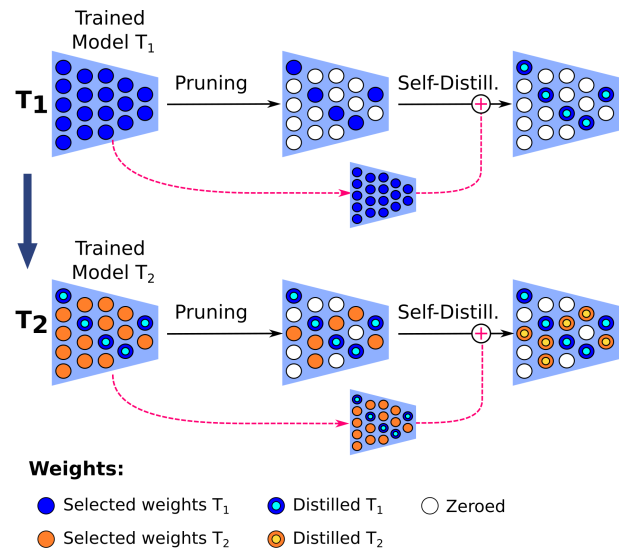 Trained
Model T1
T1
Pruning
Self-Distill.
Trained
Model T2
T2
Pruning
Self-Distill.
Weights:
Selected weights T1
Distilled T1
Zeroed
Selected weights T2
Distilled T2